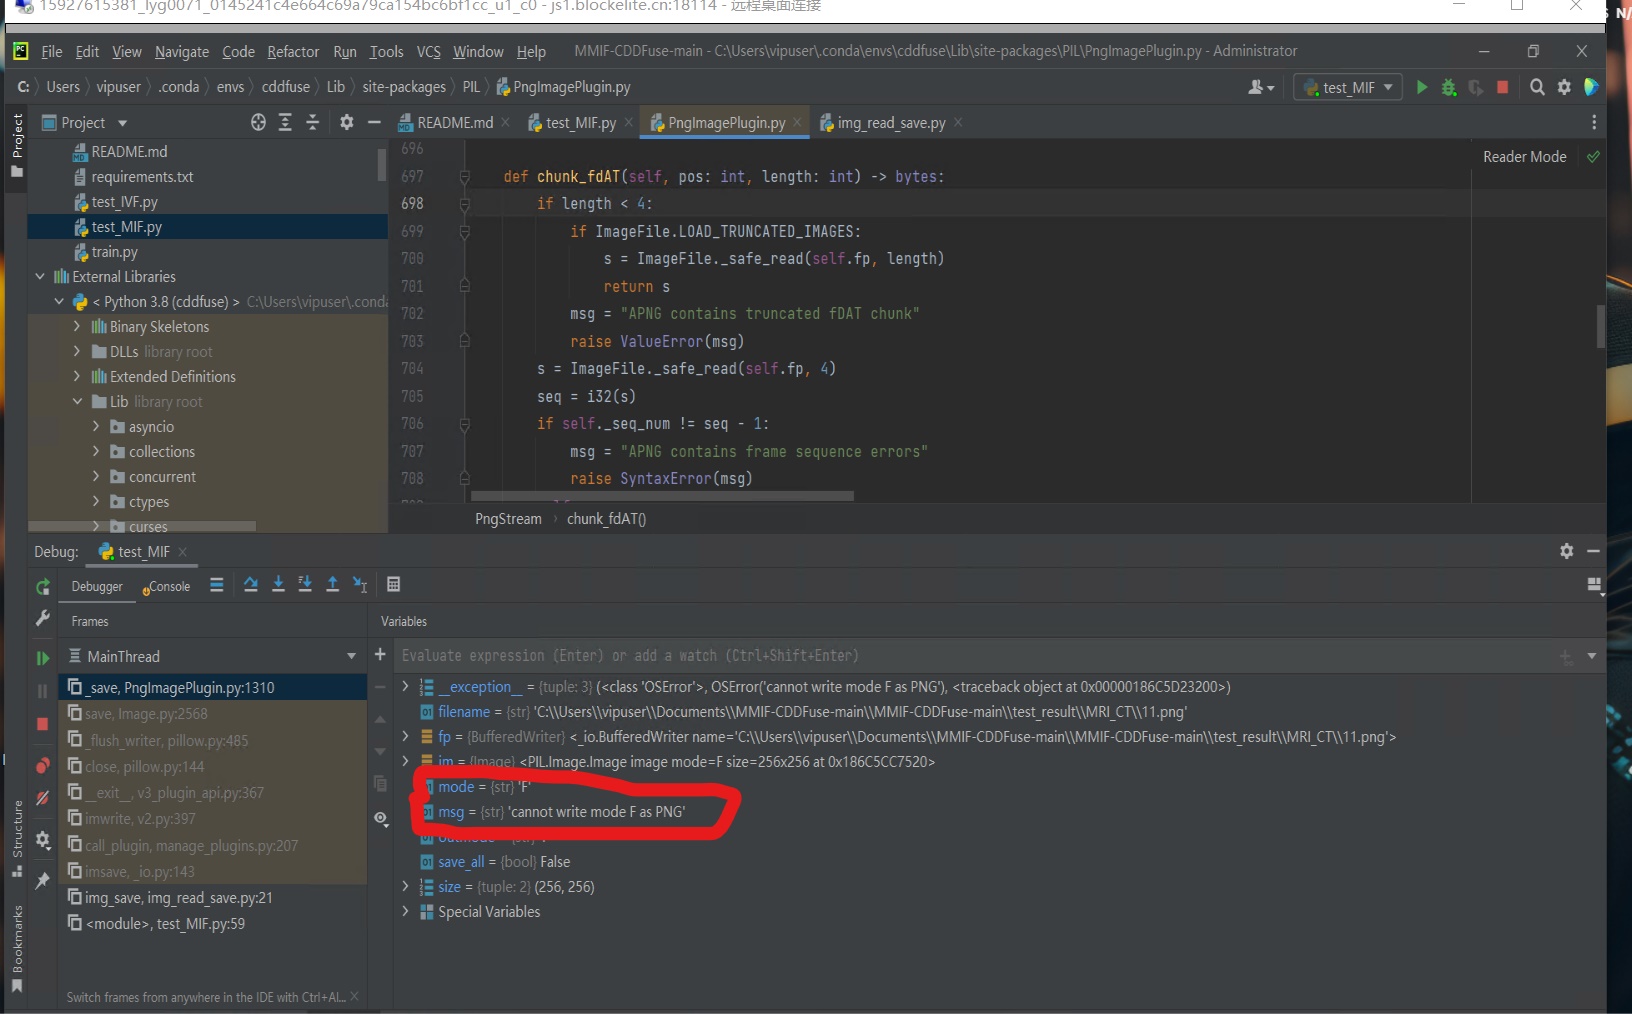 15927615381_lyg0071_0145241c4e664c69a79ca154bc6bf1cc_u1_c0 - js1.blockelite.cn:18114 - 远程桌面连接
File Edit View Navigate Code Refactor Run Tools VCS Window Help MMIF-CDDFuse-main - C:\Users\vipuser\.conda\envs\cddfuse\Lib\site-packages\PIL\PngImagePlugin.py - Administrator
C: Users vipuser .conda envs cddfuse Lib site-packages PIL PngImagePlugin.py test_MIF
Project
Project
README.md test_MIF.py PngImagePlugin.py img_read_save.py
README.md
requirements.txt
test_IVF.py
test_MIF.py
train.py
External Libraries
< Python 3.8 (cddfuse) > C:\Users\vipuser\.conda
Binary Skeletons
DLLs library root
Extended Definitions
Lib library root
asyncio
collections
concurrent
ctypes
curses
Reader Mode
696
697 def chunk_fdAT(self, pos: int, length: int) -> bytes:
698 if length < 4:
699 if ImageFile.LOAD_TRUNCATED_IMAGES:
700 s = ImageFile._safe_read(self.fp, length)
701 return s
702 msg = "APNG contains truncated fDAT chunk"
703 raise ValueError(msg)
704 s = ImageFile._safe_read(self.fp, 4)
705 seq = i32(s)
706 if self._seq_num != seq - 1:
707 msg = "APNG contains frame sequence errors"
708 raise SyntaxError(msg)
PngStream chunk_fdAT()
Debug: test_MIF
Debugger Console
Frames
Variables
MainThread
Evaluate expression (Enter) or add a watch (Ctrl+Shift+Enter)
_save, PngImagePlugin.py:1310
save, Image.py:2568
_flush_writer, pillow.py:485
close, pillow.py:144
__exit__, v3_plugin_api.py:367
imwrite, v2.py:397
call_plugin, manage_plugins.py:207
imsave, _io.py:143
img_save, img_read_save.py:21
<module>, test_MIF.py:59
__exception__ = {tuple: 3} (<class 'OSError'>, OSError('cannot write mode F as PNG'), <traceback object at 0x00000186C5D23200>)
filename = {str} 'C:\\Users\\vipuser\\Documents\\MMIF-CDDFuse-main\\MMIF-CDDFuse-main\\test_result\\MRI_CT\\11.png'
fp = {BufferedWriter} <_io.BufferedWriter name='C:\\Users\\vipuser\\Documents\\MMIF-CDDFuse-main\\MMIF-CDDFuse-main\\test_result\\MRI_CT\\11.png'>
im = {Image} <PIL.Image.Image image mode=F size=256x256 at 0x186C5CC7520>
mode = {str} 'F'
msg = {str} 'cannot write mode F as PNG'
save_all = {bool} False
size = {tuple: 2} (256, 256)
Special Variables
Structure
Bookmarks
Switch frames from anywhere in the IDE with Ctrl+Al...